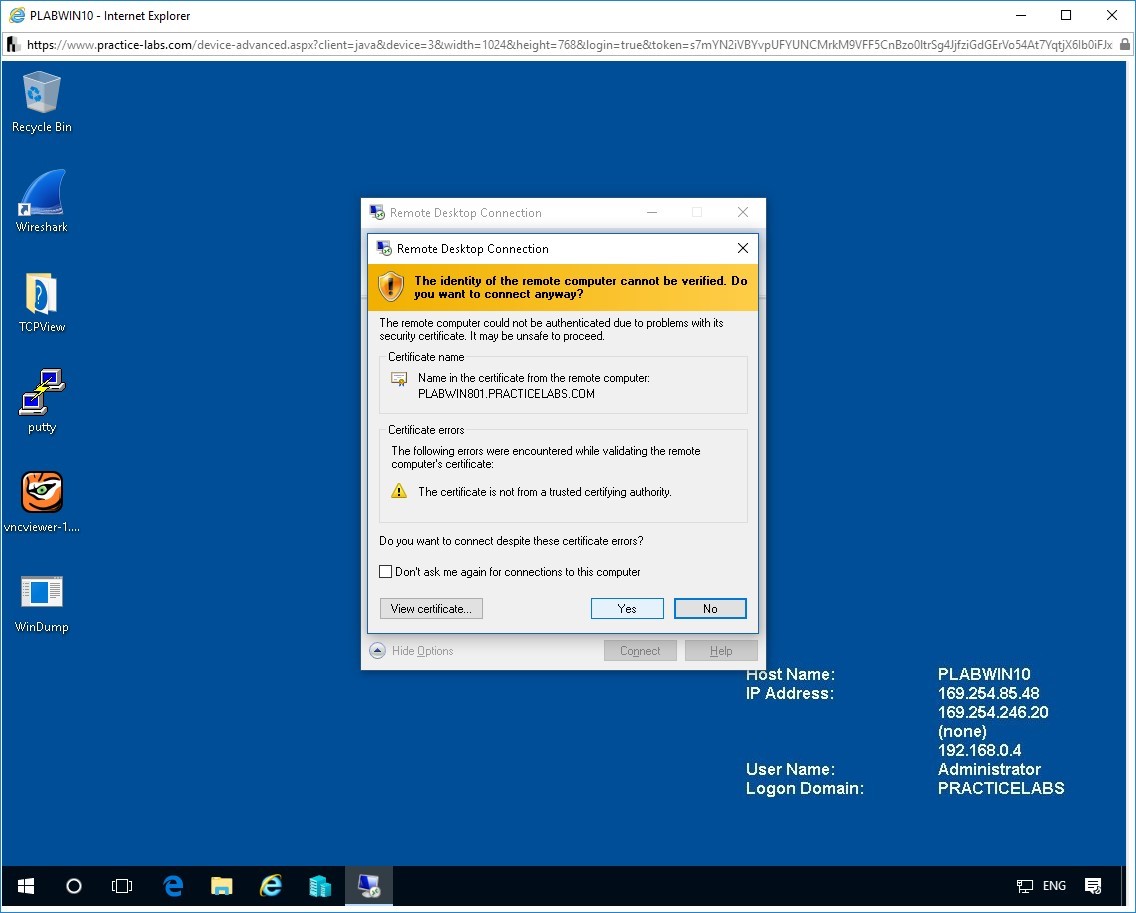 PLABWIN10 - Internet Explorer
https://www.practice-labs.com/device-advanced.aspx?client=java&device=3&width=1024&height=768&login=true&token=
Recycle Bin
Wireshark
TCPView
putty
vncviewer-1....
WinDump
Remote Desktop Connection
Remote Desktop Connection
The identity of the remote computer cannot be verified. Do
you want to connect anyway?
The remote computer could not be authenticated due to problems with its
security certificate. It may be unsafe to proceed.
Certificate name
Name in the certificate from the remote computer:
PLABWIN801.PRACTICELABS.COM
Certificate errors
The following errors were encountered while validating the remote
computer's certificate:
The certificate is not from a trusted certifying authority.
Do you want to connect despite these certificate errors?
Don't ask me again for connections to this computer
View certificate...
Yes
No
Hide Options
Connect
Help
Host Name: PLABWIN10
IP Address: 169.254.85.48
169.254.246.20
(none)
192.168.0.4
User Name: Administrator
Logon Domain: PRACTICELABS
ENG